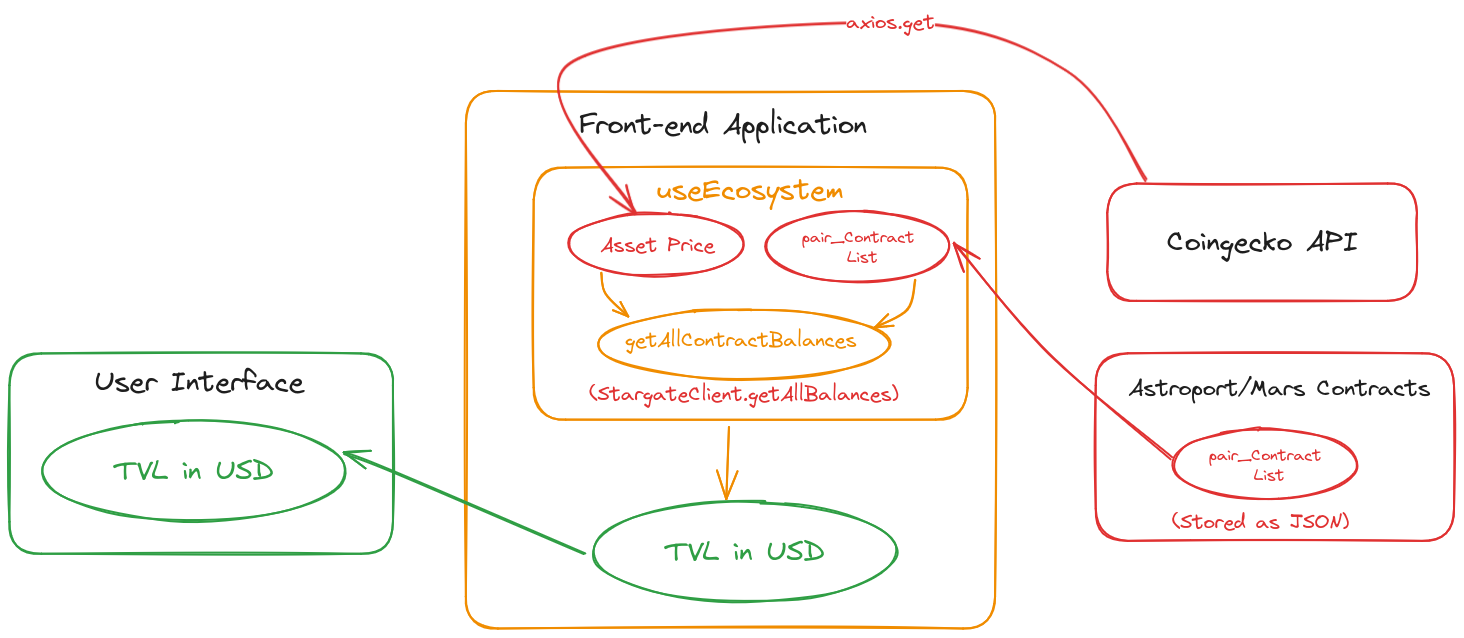 axios.get
Front-end Application
useEcosystem
Asset Price
pair_Contract
List
getAllContractBalances
(StargateClient.getAllBalances)
TVL in USD
User Interface
TVL in USD
Coingecko API
Astroport/Mars Contracts
pair_Contract
List
(Stored as JSON)